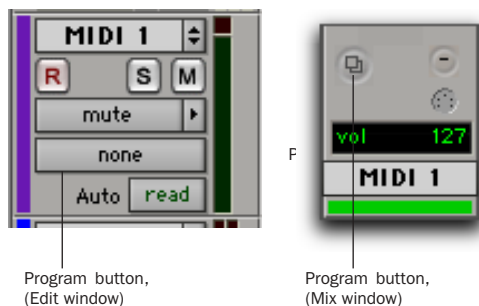 MIDI 1
R S M
mute
none
Auto read
vol 127
P
MIDI 1
Program button,
(Edit window)
Program button,
(Mix window)